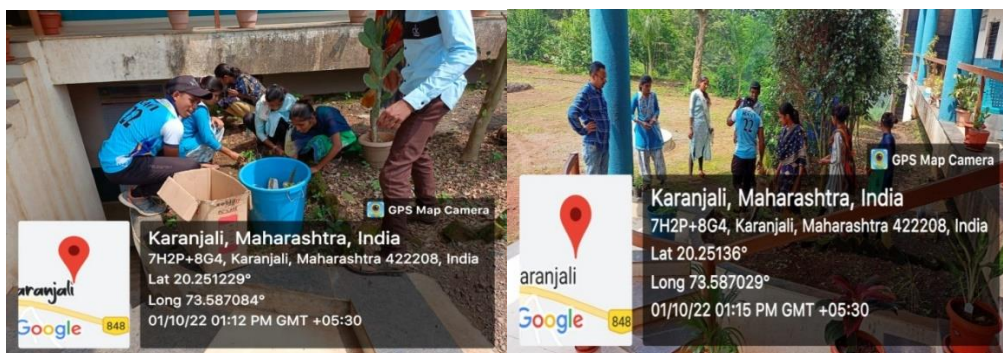 GPS Map Camera
Karanjali, Maharashtra, India
7H2P+8G4, Karanjali, Maharashtra 422208, India
Lat 20.251229°
Long 73.587084°
01/10/22 01:12 PM GMT +05:30
aranjali
Google
848
22
GPS Map Camera
Karanjali, Maharashtra, India
7H2P+8G4, Karanjali, Maharashtra 422208, India
Lat 20.25136°
Long 73.587029°
01/10/22 01:15 PM GMT +05:30
aranjali
Google
848